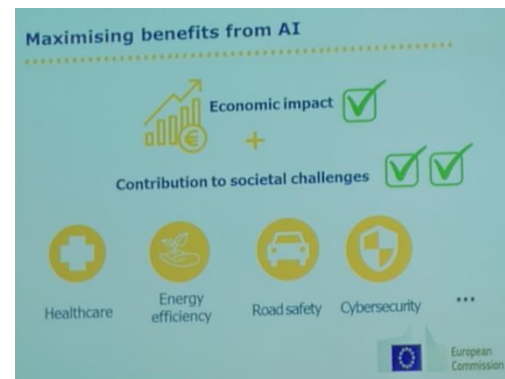 Maximising benefits from AI
Economic impact
+
Contribution to societal challenges
Healthcare
Energy
efficiency
Road safety
Cybersecurity
...
European
Commission